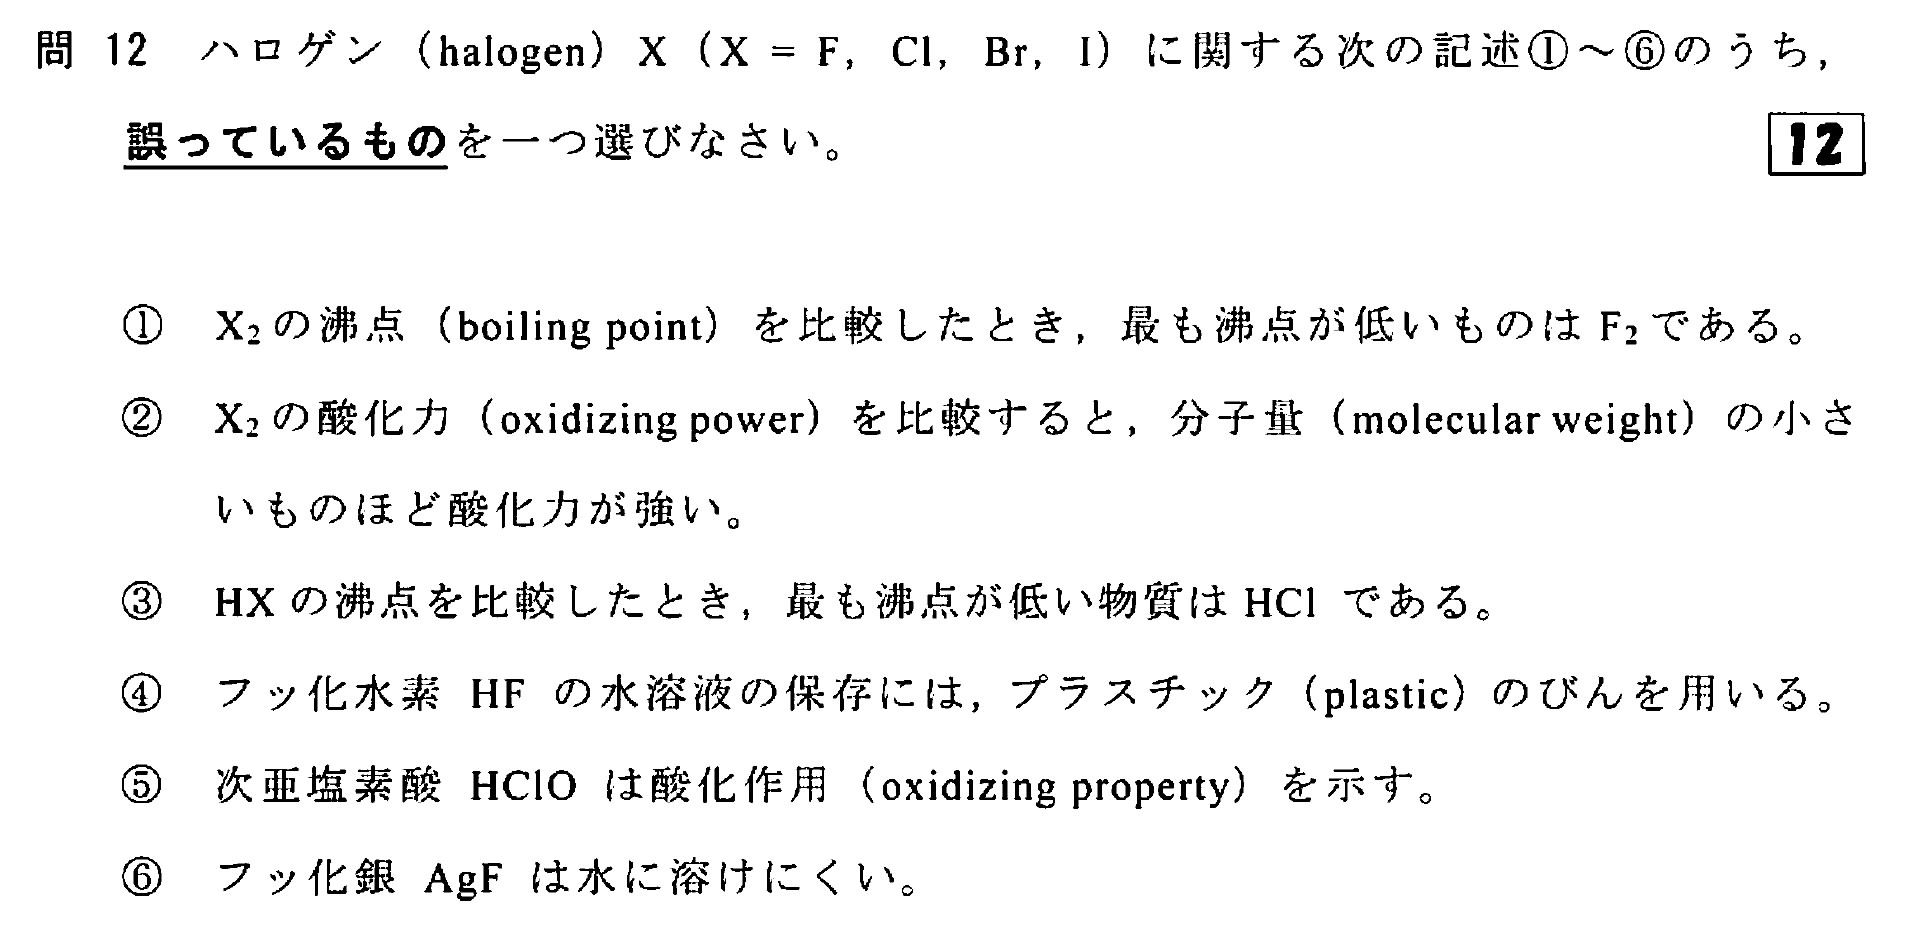 問 12 ハロゲン（halogen）X（X = F, Cl, Br, I）に関する次の記述①～⑥のうち,
誤っているものを一つ選びなさい。 12
① X₂の沸点（boiling point）を比較したとき, 最も沸点が低いものは F₂である。
② X₂の酸化力（oxidizing power）を比較すると, 分子量（molecular weight）の小さ
いものほど酸化力が強い。
③ HX の沸点を比較したとき, 最も沸点が低い物質は HCl である。
④ フッ化水素 HF の水溶液の保存には, プラスチック（plastic）のびんを用いる。
⑤ 次亜塩素酸 HClO は酸化作用（oxidizing property）を示す。
⑥ フッ化銀 AgF は水に溶けにくい。